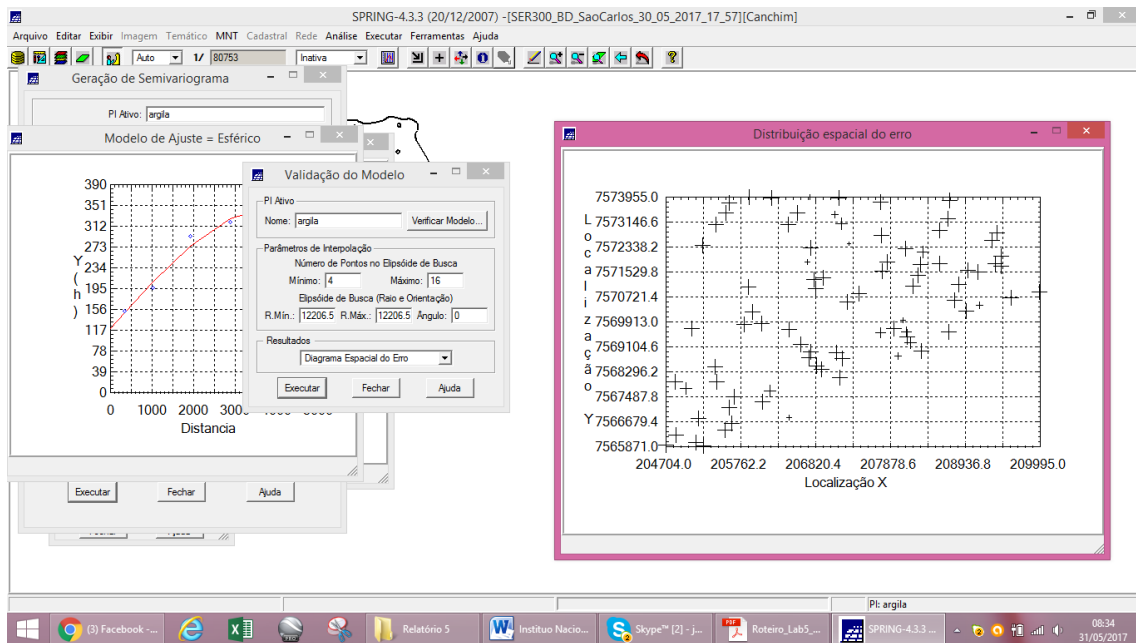 SPRING-4.3.3 (20/12/2007) -[SER300_BD_SaoCarlos_30_05_2017_17_57][Canchim]
Arquivo Editar Exibir Imagem Temático MNT Cadastral Rede Análise Executar Ferramentas Ajuda
Auto 1/ 80753 Inativa
Geração de Semivariograma
PI Ativo: argila
Modelo de Ajuste = Esférico
390
351
312
273
234
195
156
117
78
39
0
Y(h)
0 1000 2000 3000
Distancia
Validação do Modelo
PI Ativo
Nome: argila Verificar Modelo...
Parâmetros de Interpolação
Número de Pontos no Elipsóide de Busca
Mínimo: 4 Máximo: 16
Elipsóide de Busca (Raio e Orientação)
R.Mín.: 12206.5 R.Máx.: 12206.5 Ângulo: 0
Resultados
Diagrama Espacial do Erro
Executar Fechar Ajuda
Executar Fechar Ajuda
Distribuição espacial do erro
Localização Y
7573955.0
7573146.6
7572338.2
7571529.8
7570721.4
7569913.0
7569104.6
7568296.2
7567487.8
7566679.4
7565871.0
204704.0 205762.2 206820.4 207878.6 208936.8 209995.0
Localização X
PI: argila
(3) Facebook -...
Relatório 5
Instituo Nacio...
Skype™ [2] - j...
Roteiro_Lab5_...
SPRING-4.3.3 ...
08:34
31/05/2017